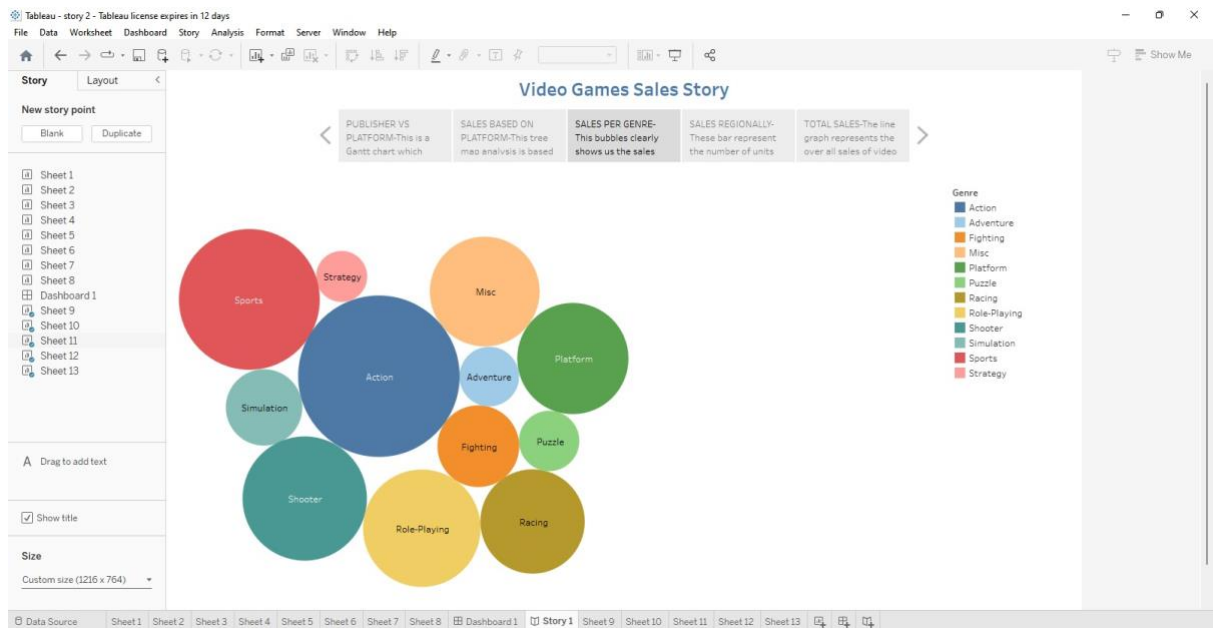 Tableau - story 2 - Tableau license expires in 12 days
File Data Worksheet Dashboard Story Analysis Format Server Window Help
Show Me
Story Layout
New story point
Blank Duplicate
Sheet 1
Sheet 2
Sheet 3
Sheet 4
Sheet 5
Sheet 6
Sheet 7
Sheet 8
Dashboard 1
Sheet 9
Sheet 10
Sheet 11
Sheet 12
Sheet 13
A Drag to add text
Show title
Size
Custom size (1216 x 764)
Video Games Sales Story
PUBLISHER VS
PLATFORM-This is a
Gantt chart which
SALES BASED ON
PLATFORM-This tree
map analysis is based
SALES PER GENRE-
This bubbles clearly
shows us the sales
SALES REGIONALLY-
These bar represent
the number of units
TOTAL SALES-The line
graph represents the
over all sales of video
Sports
Strategy
Misc
Platform
Action
Adventure
Simulation
Fighting
Puzzle
Shooter
Role-Playing
Racing
Genre
Action
Adventure
Fighting
Misc
Platform
Puzzle
Racing
Role-Playing
Shooter
Simulation
Sports
Strategy
Data Source Sheet 1 Sheet 2 Sheet 3 Sheet 4 Sheet 5 Sheet 6 Sheet 7 Sheet 8 Dashboard 1 Story 1 Sheet 9 Sheet 10 Sheet 11 Sheet 12 Sheet 13